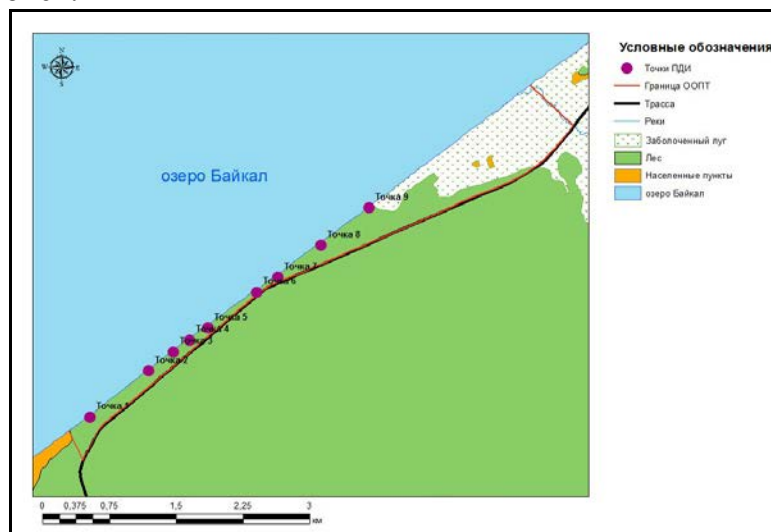 N
W E
S
озеро Байкал
Точка 9
Точка 8
Точка 7
Точка 6
Точка 5
Точка 4
Точка 3
Точка 2
Точка 1
0 0,375 0,75 1,5 2,25 3
км
Условные обозначения
Точки ПДИ
Граница ООПТ
Трасса
Реки
Заболоченный луг
Лес
Населенные пункты
озеро Байкал